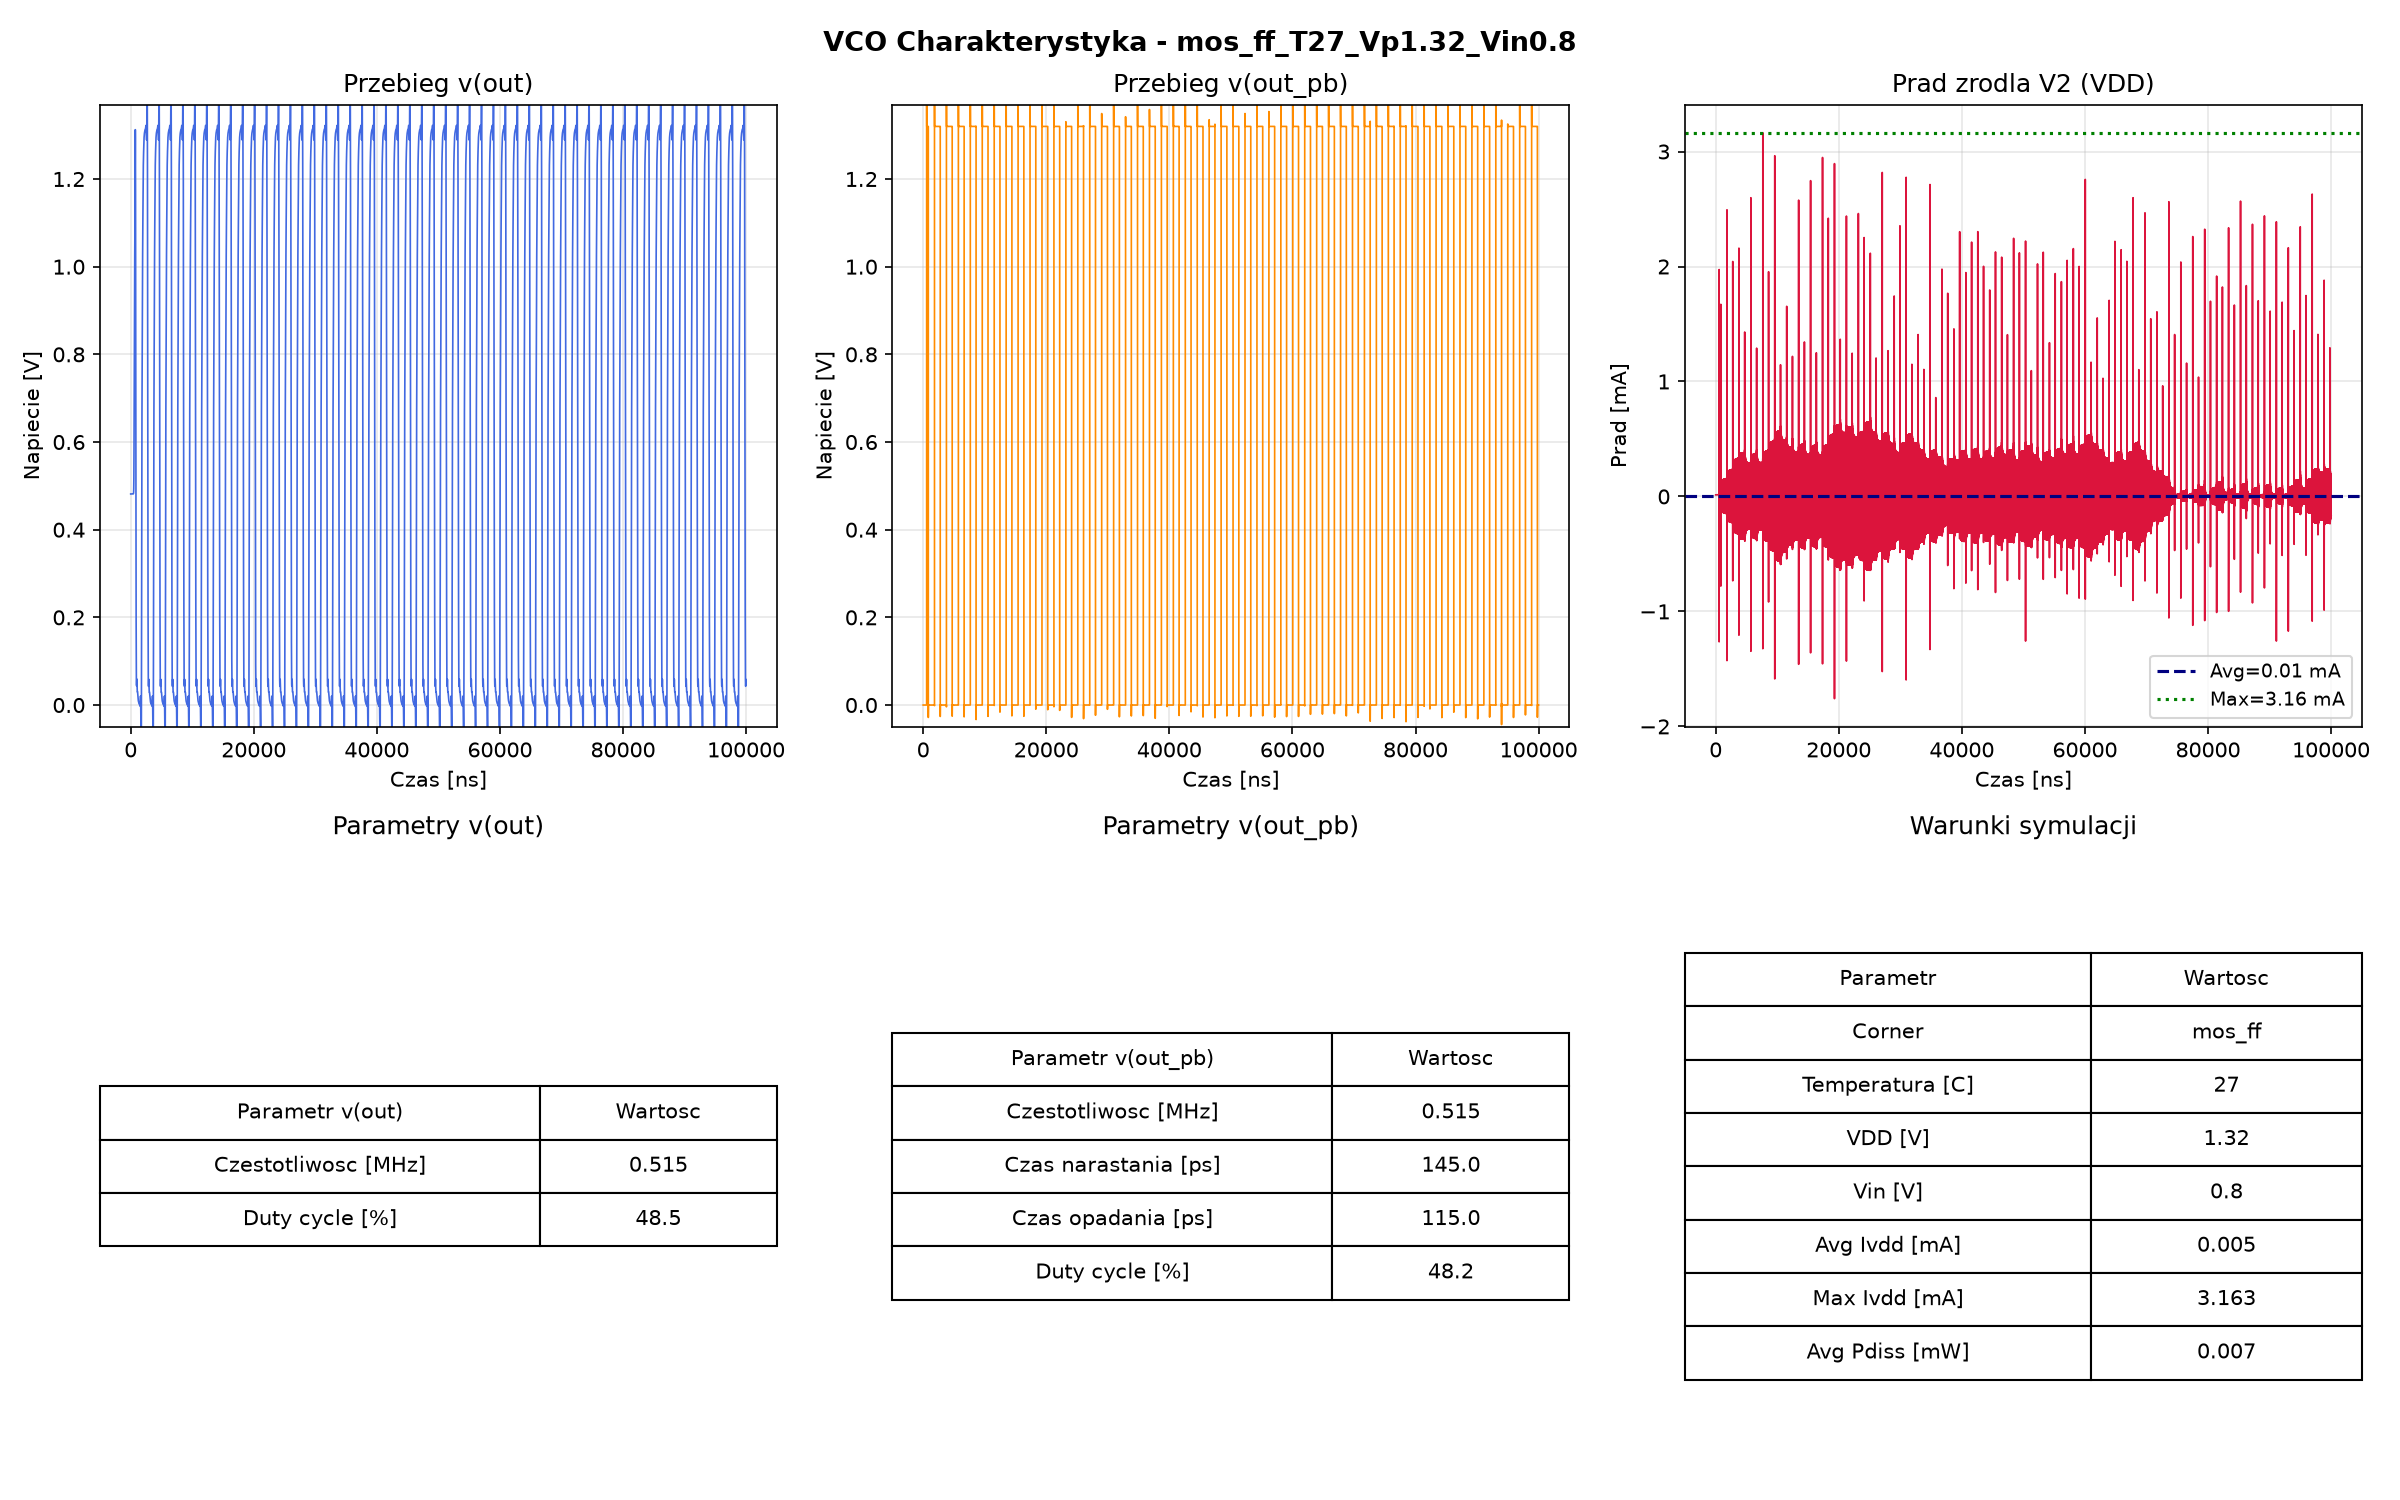 VCO Charakterystyka - mos_ff_T27_Vp1.32_Vin0.8
Przebieg v(out)
Napiecie [V]
1.2
1.0
0.8
0.6
0.4
0.2
0.0
0 20000 40000 60000 80000 100000
Czas [ns]
Przebieg v(out_pb)
Napiecie [V]
1.2
1.0
0.8
0.6
0.4
0.2
0.0
0 20000 40000 60000 80000 100000
Czas [ns]
Prad zrodla V2 (VDD)
Prad [mA]
3
2
1
0
−1
−2
Avg=0.01 mA
Max=3.16 mA
0 20000 40000 60000 80000 100000
Czas [ns]
Parametry v(out)
Parametr v(out) Wartosc
Czestotliwosc [MHz] 0.515
Duty cycle [%] 48.5
Parametry v(out_pb)
Parametr v(out_pb) Wartosc
Czestotliwosc [MHz] 0.515
Czas narastania [ps] 145.0
Czas opadania [ps] 115.0
Duty cycle [%] 48.2
Warunki symulacji
Parametr Wartosc
Corner mos_ff
Temperatura [C] 27
VDD [V] 1.32
Vin [V] 0.8
Avg Ivdd [mA] 0.005
Max Ivdd [mA] 3.163
Avg Pdiss [mW] 0.007